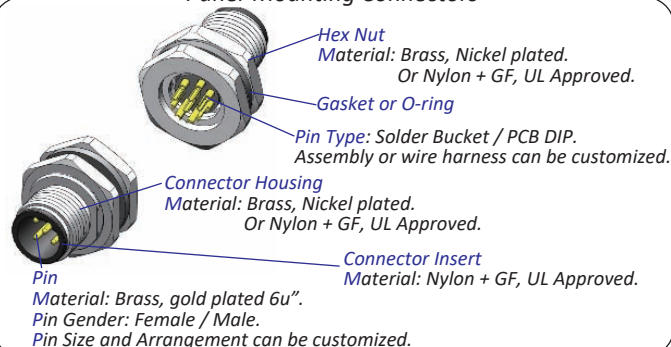 Panel Mounting Connectors
Hex Nut
Material: Brass, Nickel plated.
Or Nylon + GF, UL Approved.
Gasket or O-ring
Pin Type: Solder Bucket / PCB DIP.
Assembly or wire harness can be customized.
Connector Housing
Material: Brass, Nickel plated.
Or Nylon + GF, UL Approved.
Connector Insert
Material: Nylon + GF, UL Approved.
Pin
Material: Brass, gold plated 6u”.
Pin Gender: Female / Male.
Pin Size and Arrangement can be customized.